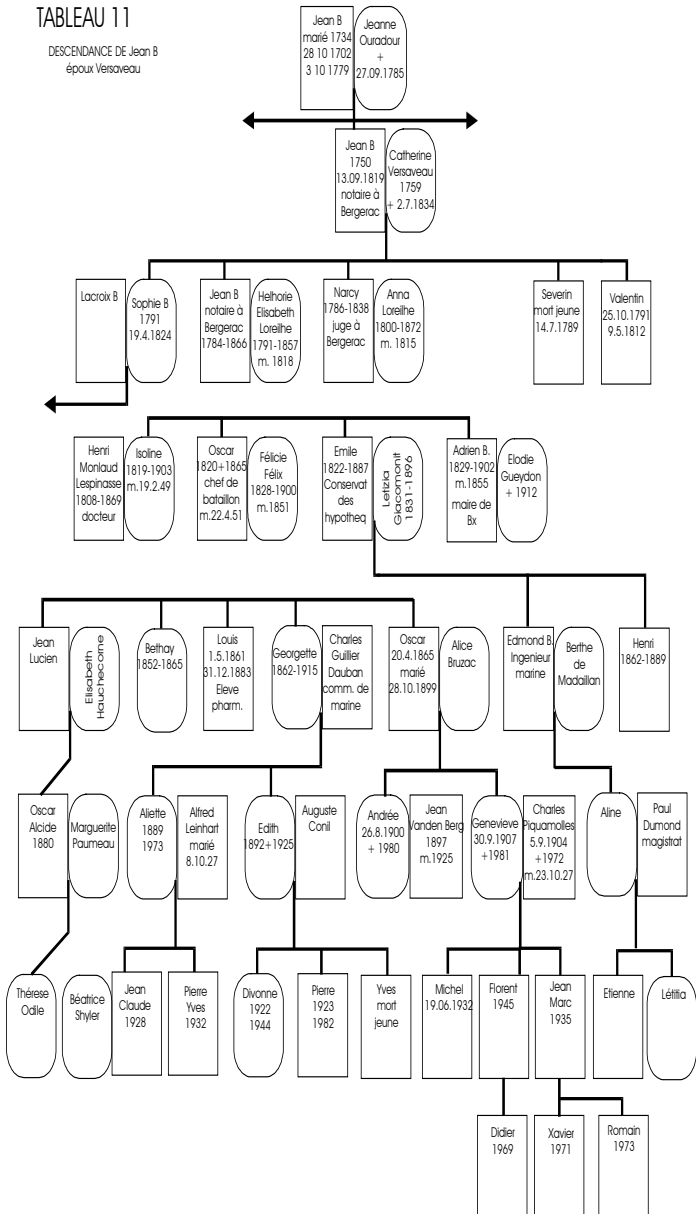 TABLEAU 11
DESCENDANCE DE Jean B
époux Versaveau
Jean B
marié 1734
28 10 1702
3 10 1779
Jeanne
Ouradour
+
27.09.1785
Jean B
1750
13.09.1819
notaire à
Bergerac
Catherine
Versaveau
1759
+ 2.7.1834
Lacroix B
Sophie B
1791
19.4.1824
Jean B
notaire à
Bergerac
1784-1866
Helhorie
Elisabeth
Loreilhe
1791-1857
m. 1818
Narcy
1786-1838
juge à
Bergerac
Anna
Loreilhe
1800-1872
m. 1815
Severin
mort jeune
14.7.1789
Valentin
25.10.1791
9.5.1812
Henri
Monlaud
Lespinasse
1808-1869
docteur
Isoline
1819-1903
m.19.2.49
Oscar
1820+1865
chef de
bataillon
m.22.4.51
Félicie
Félix
1828-1900
m.1851
Emile
1822-1887
Conservat
des
hypotheq
Letizia
Giacomonit
1831-1896
Adrien B.
1829-1902
m.1855
maire de
Bx
Elodie
Gueydon
+ 1912
Jean
Lucien
Elisabeth
Hauchecorne
Bethay
1852-1865
Louis
1.5.1861
31.12.1883
Eleve
pharm.
Georgette
1862-1915
Charles
Guillier
Dauban
comm. de
marine
Oscar
20.4.1865
marié
28.10.1899
Alice
Bruzac
Edmond B.
Ingenieur
marine
Berthe
de
Madaillan
Henri
1862-1889
Oscar
Alcide
1880
Marguerite
Paumeau
Aliette
1889
1973
Alfred
Leinhart
marié
8.10.27
Edith
1892+1925
Auguste
Conil
Andrée
26.8.1900
+ 1980
Jean
Vanden Berg
1897
m.1925
Genevieve
30.9.1907
+1981
Charles
Piquamolles
5.9.1904
+1972
m.23.10.27
Aline
Paul
Dumond
magistrat
Thérese
Odile
Béatrice
Shyler
Jean
Claude
1928
Pierre
Yves
1932
Divonne
1922
1944
Pierre
1923
1982
Yves
mort
jeune
Michel
19.06.1932
Florent
1945
Jean
Marc
1935
Etienne
Létitia
Didier
1969
Xavier
1971
Romain
1973